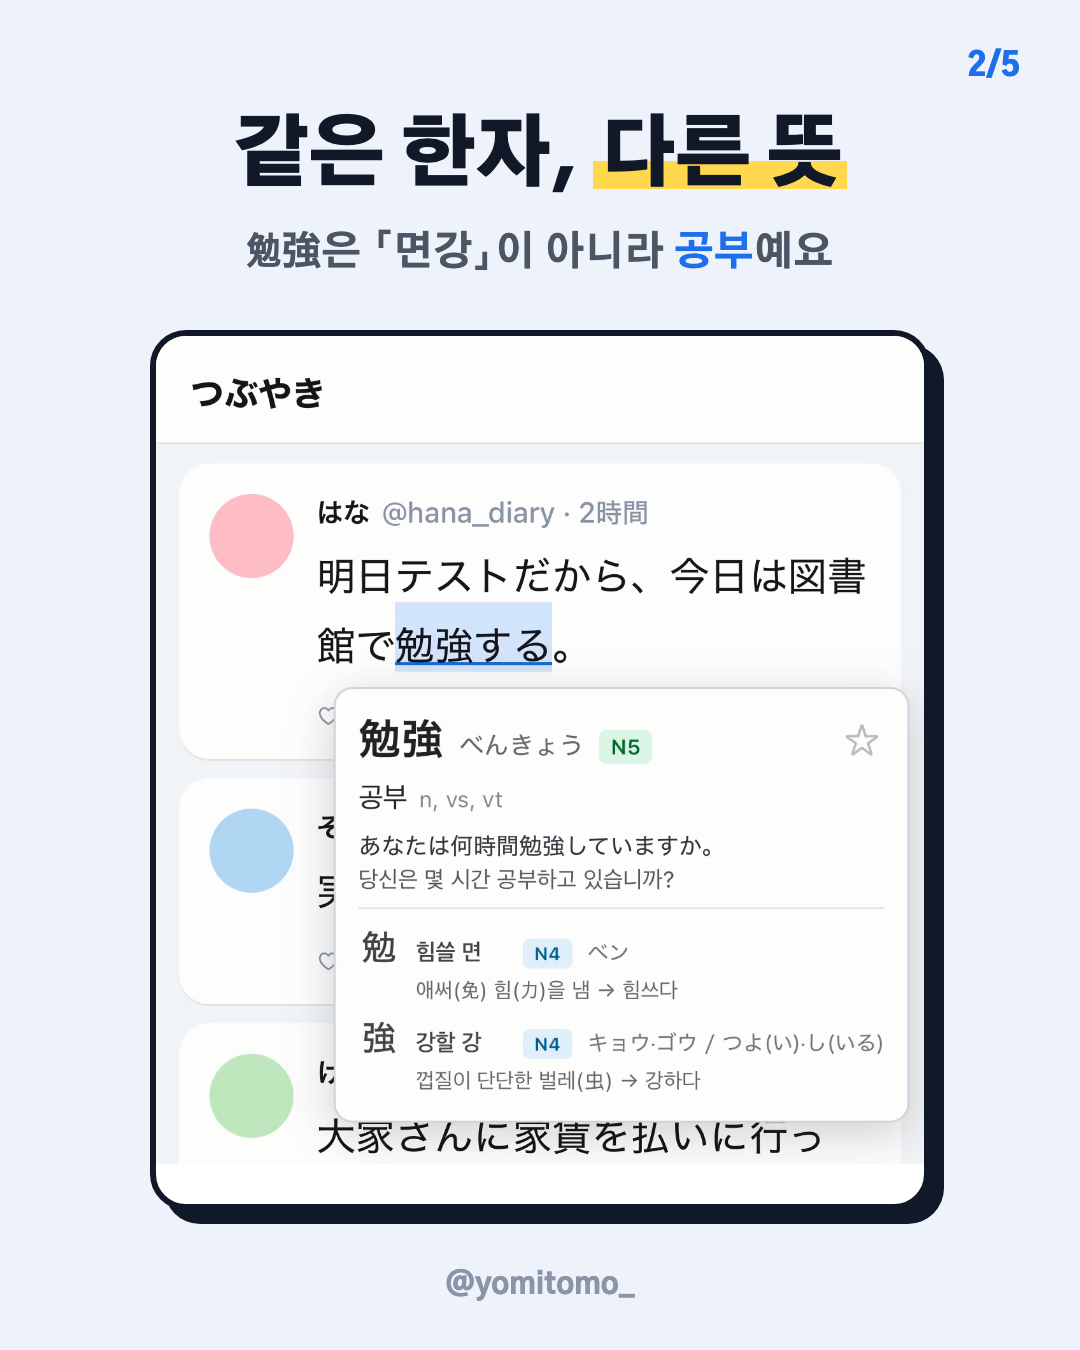 2/5
같은 한자, 다른 뜻
勉強은 「면강」이 아니라 공부예요
つぶやき
はな @hana_diary · 2時間
明日テストだから、今日は図書
館で勉強する。
勉強 べんきょう N5
공부 n, vs, vt
あなたは何時間勉強していますか。
당신은 몇 시간 공부하고 있습니까?
勉 힘쓸 면 N4 ベン
애써(免) 힘(力)을 냄 → 힘쓰다
強 강할 강 N4 キョウ·ゴウ / つよ(い)·し(いる)
껍질이 단단한 벌레(虫) → 강하다
大家さんに家賃を払いに行っ
@yomitomo_